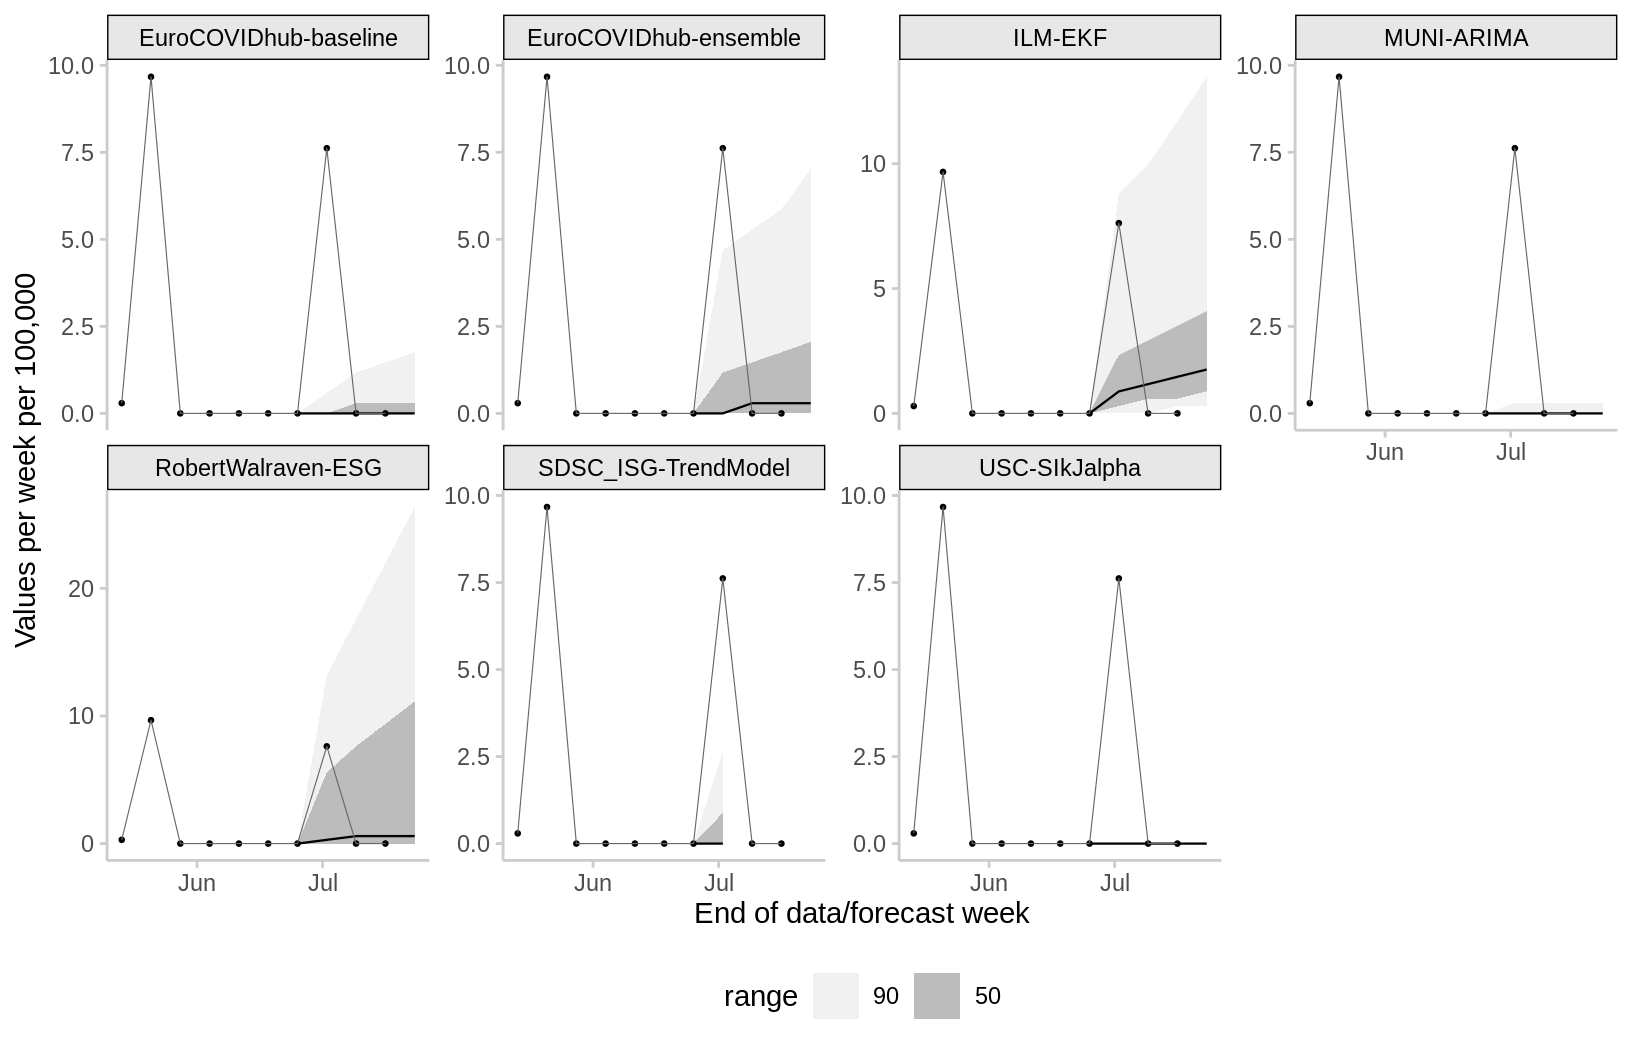 EuroCOVIDhub-baseline
EuroCOVIDhub-ensemble
ILM-EKF
MUNI-ARIMA
10.0
7.5
5.0
2.5
0.0
10.0
7.5
5.0
2.5
0.0
10
5
0
10.0
7.5
5.0
2.5
0.0
Jun Jul
Values per week per 100,000
RobertWalraven-ESG
SDSC_ISG-TrendModel
USC-SIkJalpha
20
10
0
10.0
7.5
5.0
2.5
0.0
10.0
7.5
5.0
2.5
0.0
Jun Jul
Jun Jul
Jun Jul
End of data/forecast week
range 90 50